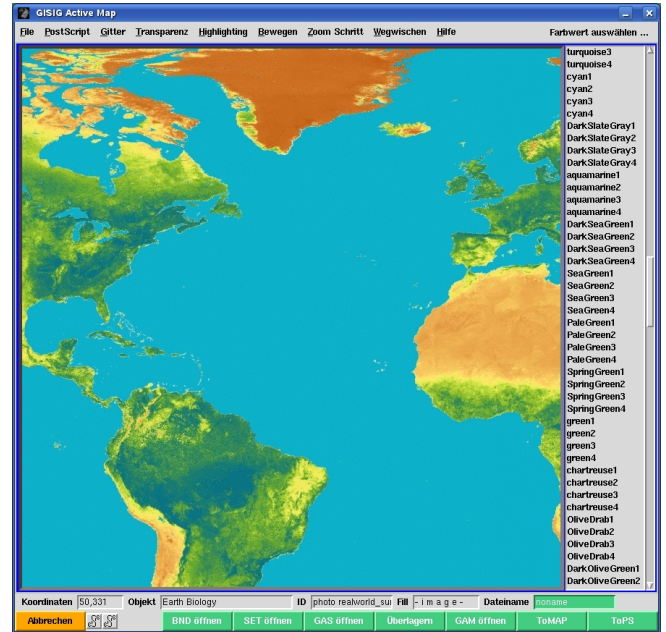 GISIG Active Map
File PostScript Gitter Transparenz Highlighting Bewegen Zoom Schritt Wegwischen Hilfe Farbwert auswählen ...
turquoise3
turquoise4
cyan1
cyan2
cyan3
cyan4
DarkSlateGray1
DarkSlateGray2
DarkSlateGray3
DarkSlateGray4
aquamarine1
aquamarine2
aquamarine3
aquamarine4
DarkSeaGreen1
DarkSeaGreen2
DarkSeaGreen3
DarkSeaGreen4
SeaGreen1
SeaGreen2
SeaGreen3
SeaGreen4
PaleGreen1
PaleGreen2
PaleGreen3
PaleGreen4
SpringGreen1
SpringGreen2
SpringGreen3
SpringGreen4
green1
green2
green3
green4
chartreuse1
chartreuse2
chartreuse3
chartreuse4
OliveDrab1
OliveDrab2
OliveDrab3
OliveDrab4
DarkOliveGreen1
DarkOliveGreen2
Koordinaten 50,331 Objekt Earth Biology ID photo realworld_su Fill - i m a g e - Dateiname noname
Abbrechen BND öffnen SET öffnen GAS öffnen Überlagern GAM öffnen ToMAP ToPS